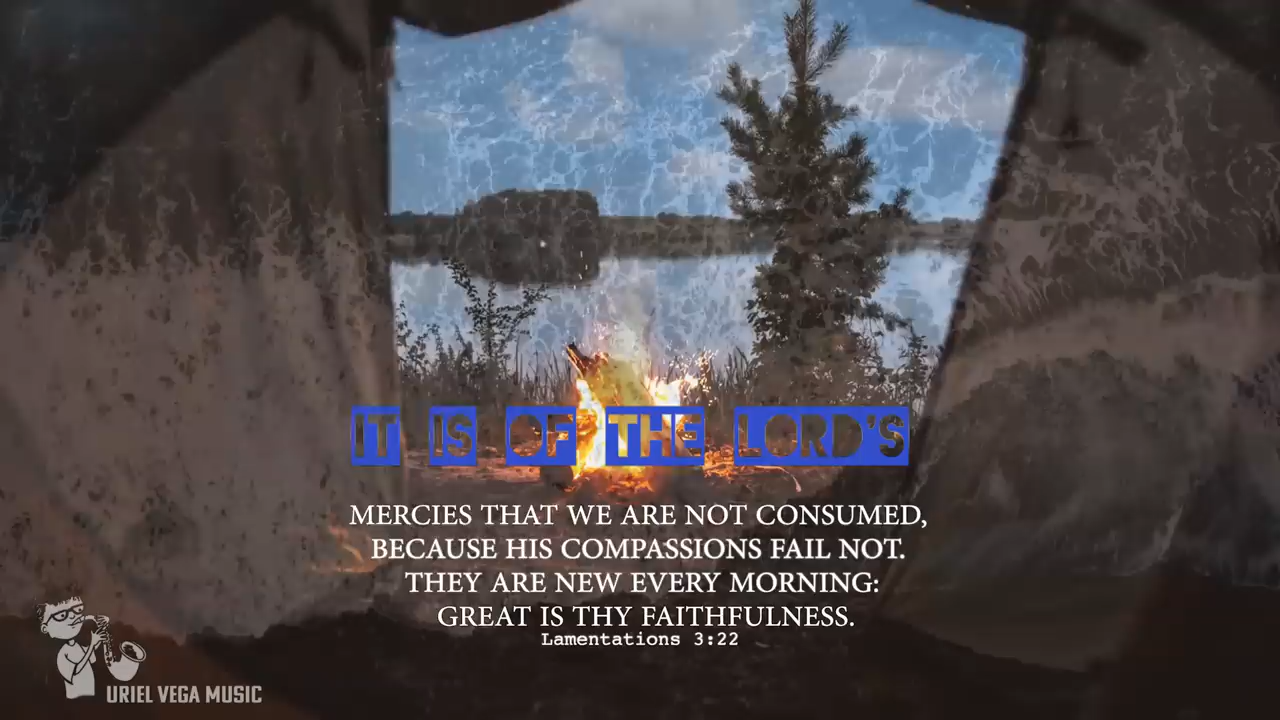 IT IS OF THE LORD'S
MERCIES THAT WE ARE NOT CONSUMED,
BECAUSE HIS COMPASSIONS FAIL NOT.
THEY ARE NEW EVERY MORNING:
GREAT IS THY FAITHFULNESS.
Lamentations 3:22
URIEL VEGA MUSIC